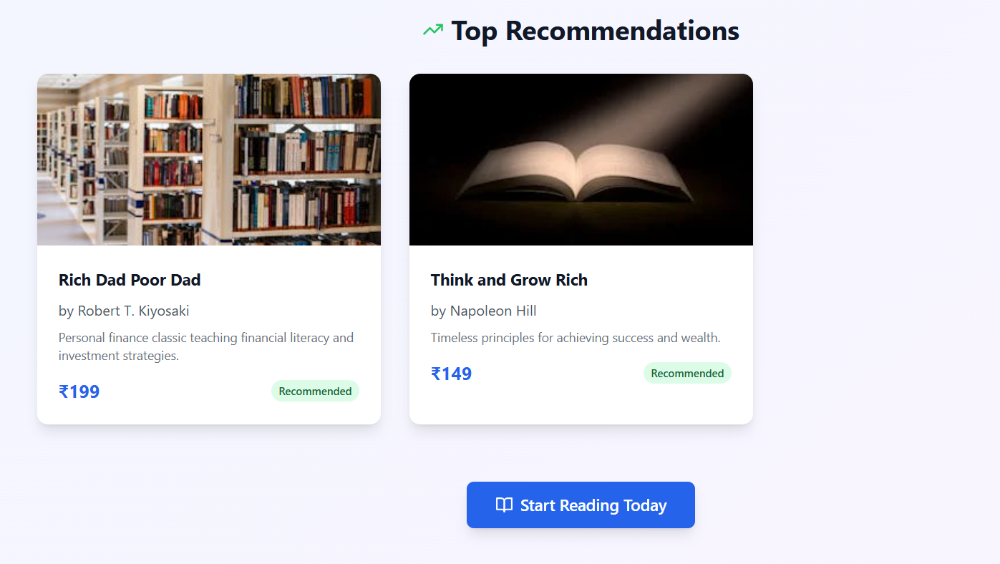 Top Recommendations
Rich Dad Poor Dad
by Robert T. Kiyosaki
Personal finance classic teaching financial literacy and
investment strategies.
₹199
Recommended
Think and Grow Rich
by Napoleon Hill
Timeless principles for achieving success and wealth.
₹149
Recommended
Start Reading Today